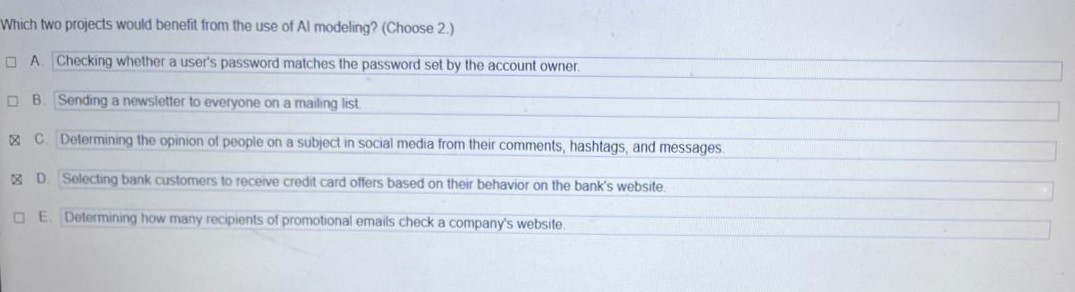 Which two projects would benefit from the use of AI modeling? (Choose 2.)
A. Checking whether a user's password matches the password set by the account owner.
B. Sending a newsletter to everyone on a mailing list.
C. Determining the opinion of people on a subject in social media from their comments, hashtags, and messages.
D. Selecting bank customers to receive credit card offers based on their behavior on the bank's website.
E. Determining how many recipients of promotional emails check a company's website.